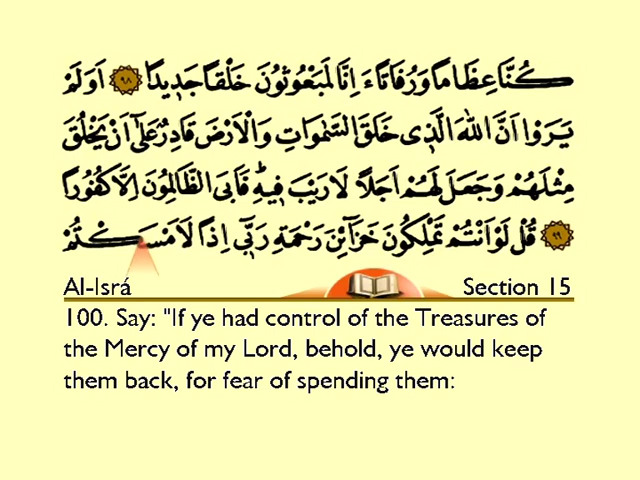 كُنَّا عِظَامًا وَرُفَاتًاءَ اِنَّا لَمَبْعُوثُونَ خَلْقًا جَدٖيدًا ﴿٩٨﴾ اَوَلَمْ
يَرَوْا اَنَّ اللّٰهَ الَّذٖى خَلَقَ السَّمٰوَاتِ وَالْاَرْضَ قَادِرٌ عَلٰٓى اَنْ يَخْلُقَ
مِثْلَهُمْ وَجَعَلَ لَهُمْ اَجَلًا لَا رَيْبَ فٖيهِ فَاَبَى الظَّالِمُونَ اِلَّا كُفُورًا
﴿٩٩﴾ قُلْ لَوْ اَنْتُمْ تَمْلِكُونَ خَزَٓائِنَ رَحْمَةِ رَبّٖى اِذًا لَاَمْسَكْتُمْ
Al-Isrá Section 15
100. Say: "If ye had control of the Treasures of
the Mercy of my Lord, behold, ye would keep
them back, for fear of spending them: